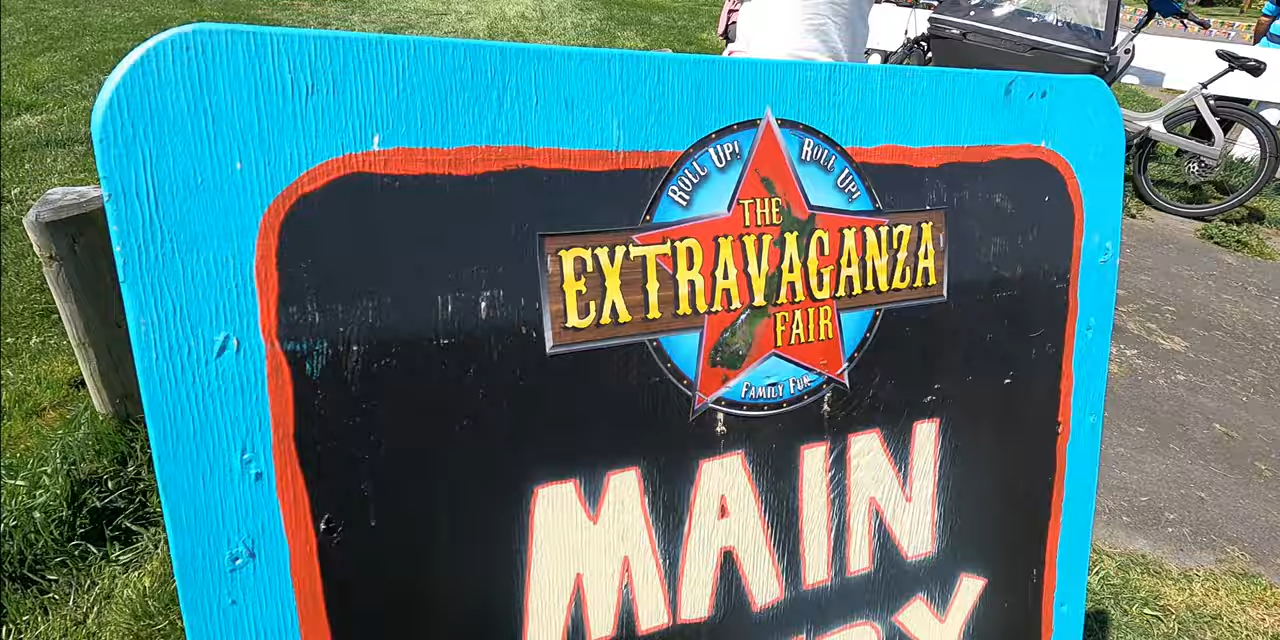 ROLL UP! ROLL UP!
THE
EXTRAVAGANZA
FAIR
FAMILY FUN
MAIN